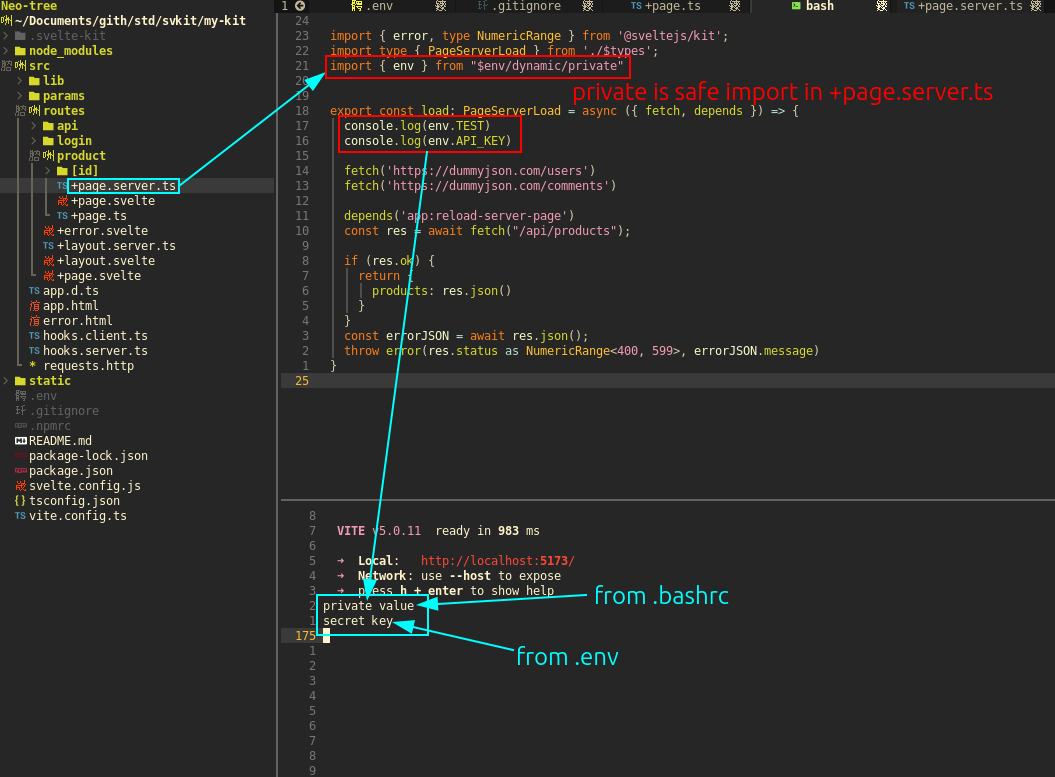 Neo-tree
~/Documents/gith/std/svkit/my-kit
.svelte-kit
node_modules
src
lib
params
routes
api
login
product
[id]
TS +page.server.ts
+page.svelte
TS +page.ts
+error.svelte
TS +layout.server.ts
+layout.svelte
+page.svelte
TS app.d.ts
app.html
error.html
TS hooks.client.ts
TS hooks.server.ts
* requests.http
static
.env
.gitignore
.npmrc
README.md
package-lock.json
package.json
svelte.config.js
{} tsconfig.json
TS vite.config.ts
1 .env .gitignore TS +page.ts bash TS +page.server.ts
24
23 import { error, type NumericRange } from '@sveltejs/kit';
22 import type { PageServerLoad } from './$types';
21 import { env } from "$env/dynamic/private"
20
19
private is safe import in +page.server.ts
18 export const load: PageServerLoad = async ({ fetch, depends }) => {
17 console.log(env.TEST)
16 console.log(env.API_KEY)
15
14 fetch('https://dummyjson.com/users')
13 fetch('https://dummyjson.com/comments')
12
11 depends('app:reload-server-page')
10 const res = await fetch("/api/products");
9
8 if (res.ok) {
7 return {
6 products: res.json()
5 }
4 }
3 const errorJSON = await res.json();
2 throw error(res.status as NumericRange<400, 599>, errorJSON.message)
1 }
25
8
7 VITE v5.0.11 ready in 983 ms
6
5 ➜ Local: http://localhost:5173/
4 ➜ Network: use --host to expose
3 ➜ press h + enter to show help
2 private value
from .bashrc
1 secret key
175
from .env
1
2
3
4
5
6
7
8
9